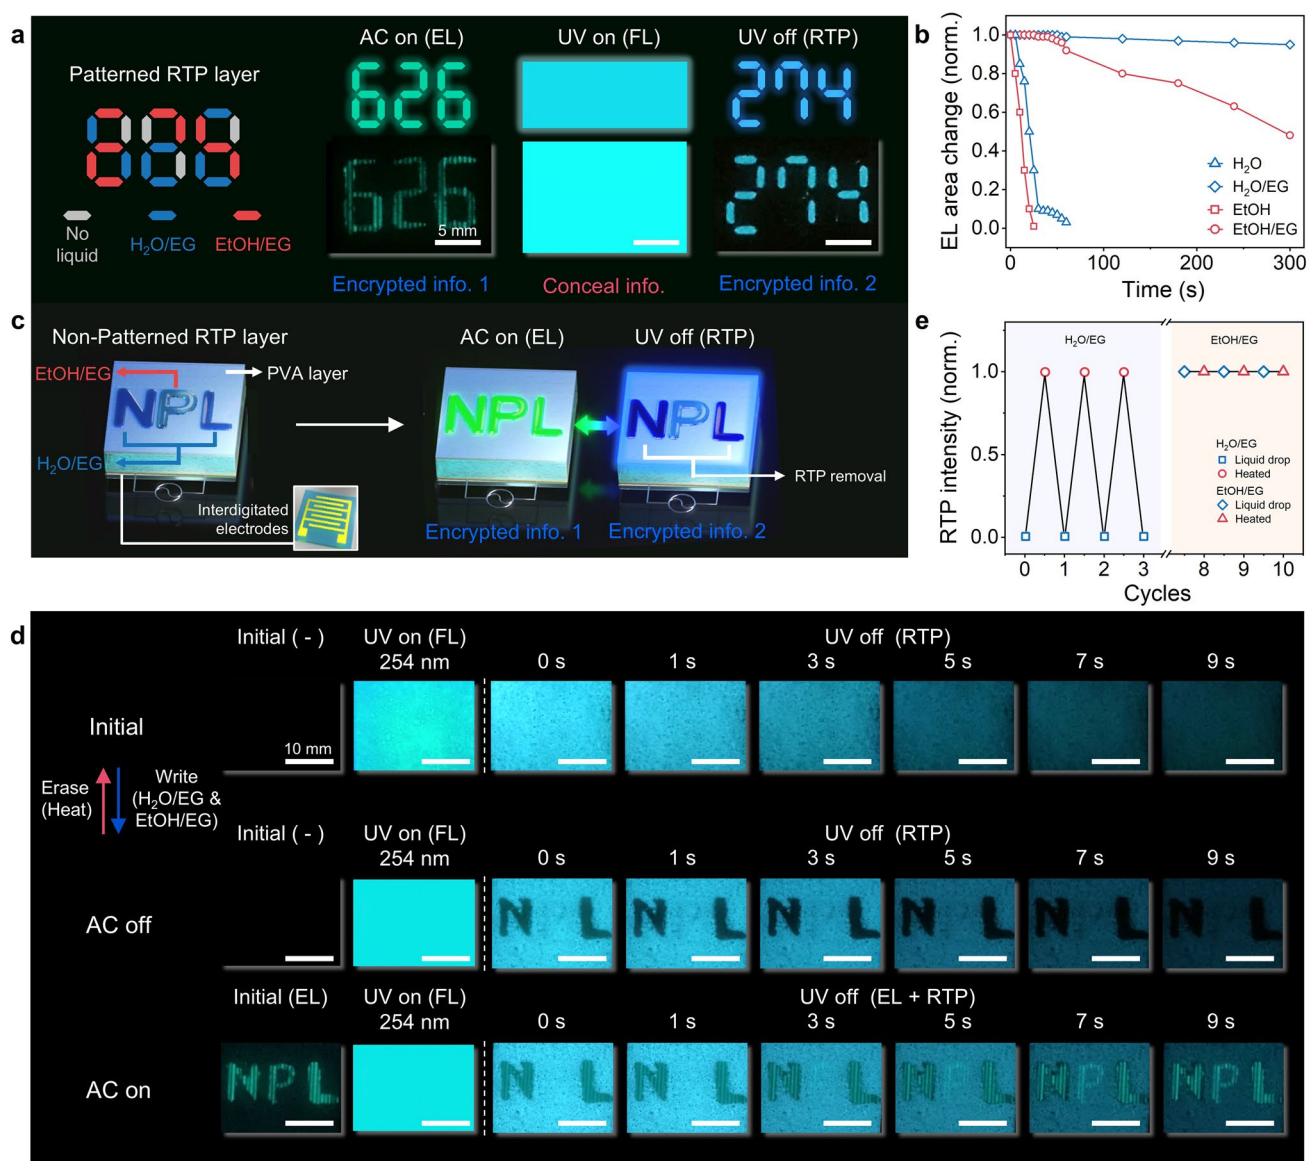 a
AC on (EL)
UV on (FL)
UV off (RTP)
Patterned RTP layer
626
274
No
liquid
H₂O/EG
EtOH/EG
626
5 mm
274
Encrypted info. 1
Conceal info.
Encrypted info. 2
b
EL area change (norm.)
1.0
0.8
0.6
0.4
0.2
0.0
H₂O
H₂O/EG
EtOH
EtOH/EG
0
100
200
300
Time (s)
c
Non-Patterned RTP layer
AC on (EL)
UV off (RTP)
EtOH/EG
PVA layer
NPL
NPL
NPL
H₂O/EG
Interdigitated
electrodes
RTP removal
Encrypted info. 1
Encrypted info. 2
e
RTP intensity (norm.)
1.0
0.5
0.0
H₂O/EG
EtOH/EG
H₂O/EG
Liquid drop
Heated
EtOH/EG
Liquid drop
Heated
0
1
2
3
8
9
10
Cycles
d
Initial ( - )
UV on (FL)
UV off (RTP)
254 nm
0 s
1 s
3 s
5 s
7 s
9 s
Initial
10 mm
Erase
(Heat)
Write
(H₂O/EG &
EtOH/EG)
Initial ( - )
UV on (FL)
UV off (RTP)
254 nm
0 s
1 s
3 s
5 s
7 s
9 s
AC off
N L
N L
N L
N L
N L
N L
Initial (EL)
UV on (FL)
UV off (EL + RTP)
254 nm
0 s
1 s
3 s
5 s
7 s
9 s
AC on
NPL
N L
N L
N L
NPL
NPL
NPL